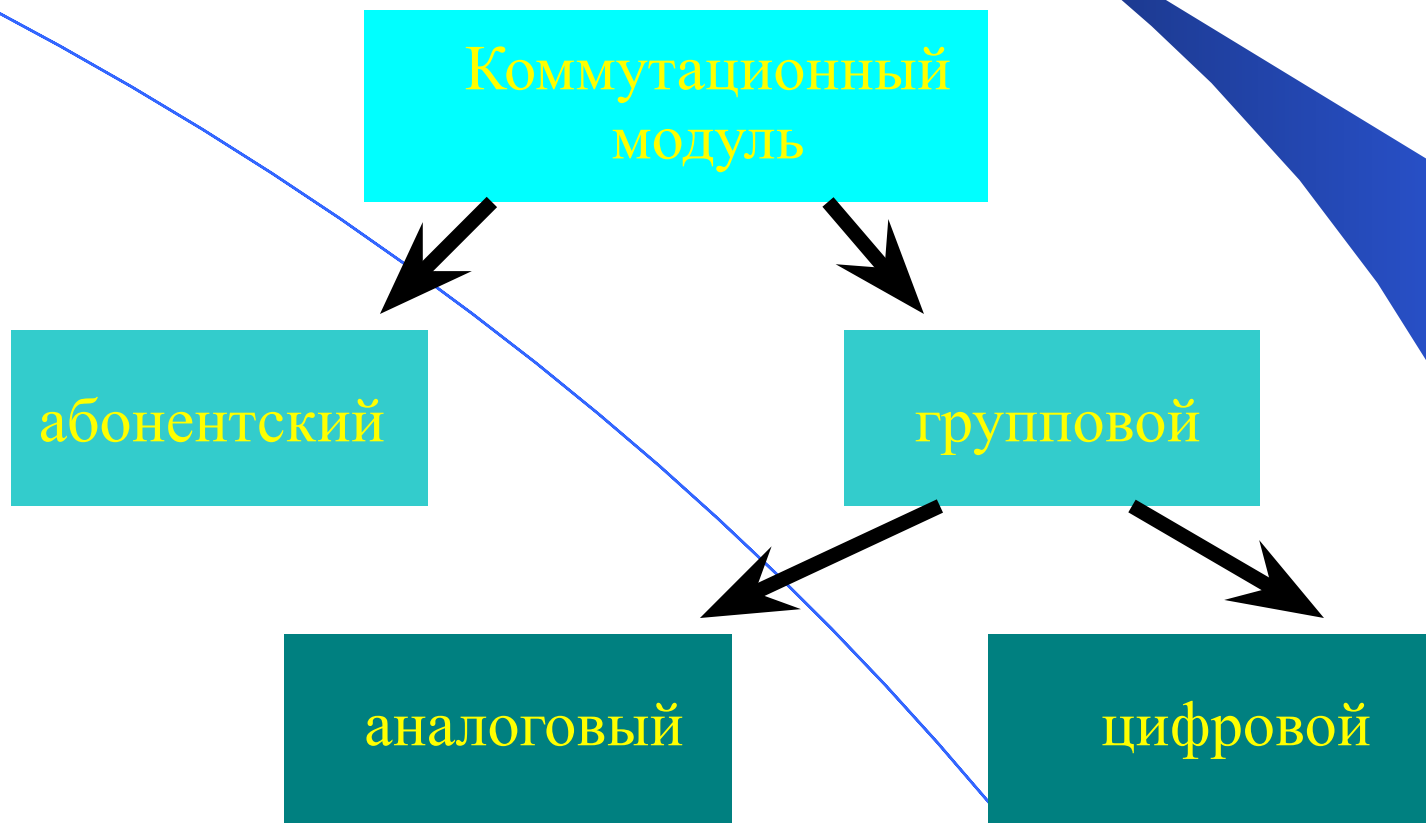 Коммутационный
модуль
абонентский
групповой
аналоговый
цифровой